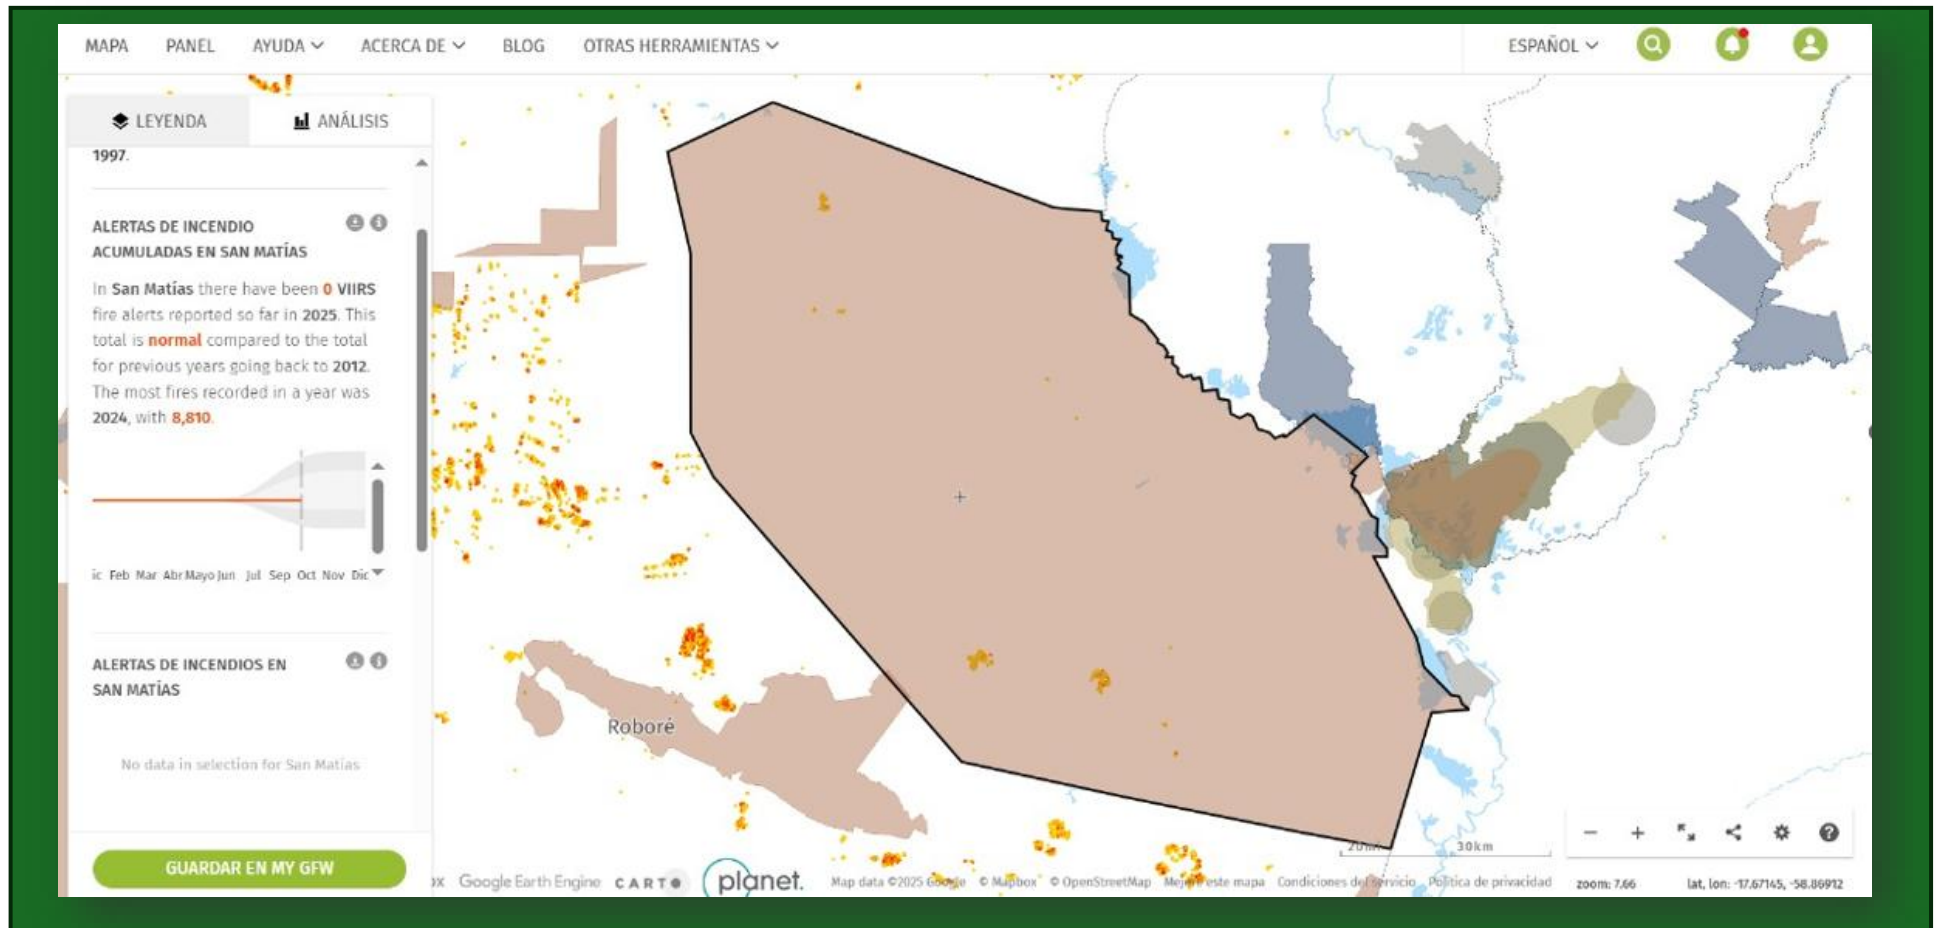 MAPA PANEL AYUDA ACERCA DE BLOG OTRAS HERRAMIENTAS ESPAÑOL
LEYENDA ANÁLISIS
1997.
ALERTAS DE INCENDIO
ACUMULADAS EN SAN MATÍAS
In San Matías there have been 0 VIIRS
fire alerts reported so far in 2025. This
total is normal compared to the total
for previous years going back to 2012.
The most fires recorded in a year was
2024, with 8,810.
ic Feb Mar Abr Mayo Jun Jul Sep Oct Nov Dic
ALERTAS DE INCENDIOS EN
SAN MATÍAS
No data in selection for San Matías
GUARDAR EN MY GFW
Roboré
30km
Google Earth Engine CARTO planet. Map data ©2025 Google © Mapbox © OpenStreetMap Mejore este mapa Condiciones del servicio Política de privacidad
zoom: 7.66 lat, lon: -17.67145, -58.86912